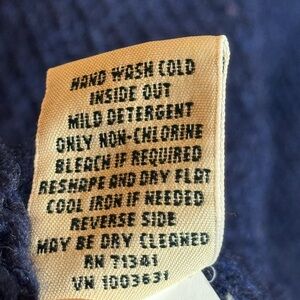 HAND WASH COLD
INSIDE OUT
MILD DETERGENT
ONLY NON-CHLORINE
BLEACH IF REQUIRED
RESHAPE AND DRY FLAT
COOL IRON IF NEEDED
REVERSE SIDE
MAY BE DRY CLEANED
RN 71341
VN 1003631